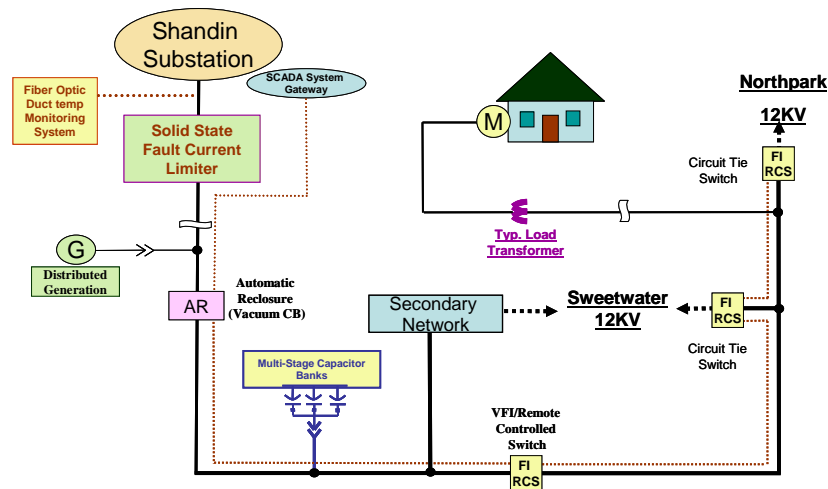 Shandin
Substation
SCADA System
Gateway
Fiber Optic
Duct temp
Monitoring
System
Solid State
Fault Current
Limiter
M
Northpark
12KV
FI
RCS
Circuit Tie
Switch
Typ. Load
Transformer
G
Distributed
Generation
AR
Automatic
Reclosure
(Vacuum CB)
Secondary
Network
Sweetwater
12KV
FI
RCS
Circuit Tie
Switch
Multi-Stage Capacitor
Banks
VFI/Remote
Controlled
Switch
FI
RCS